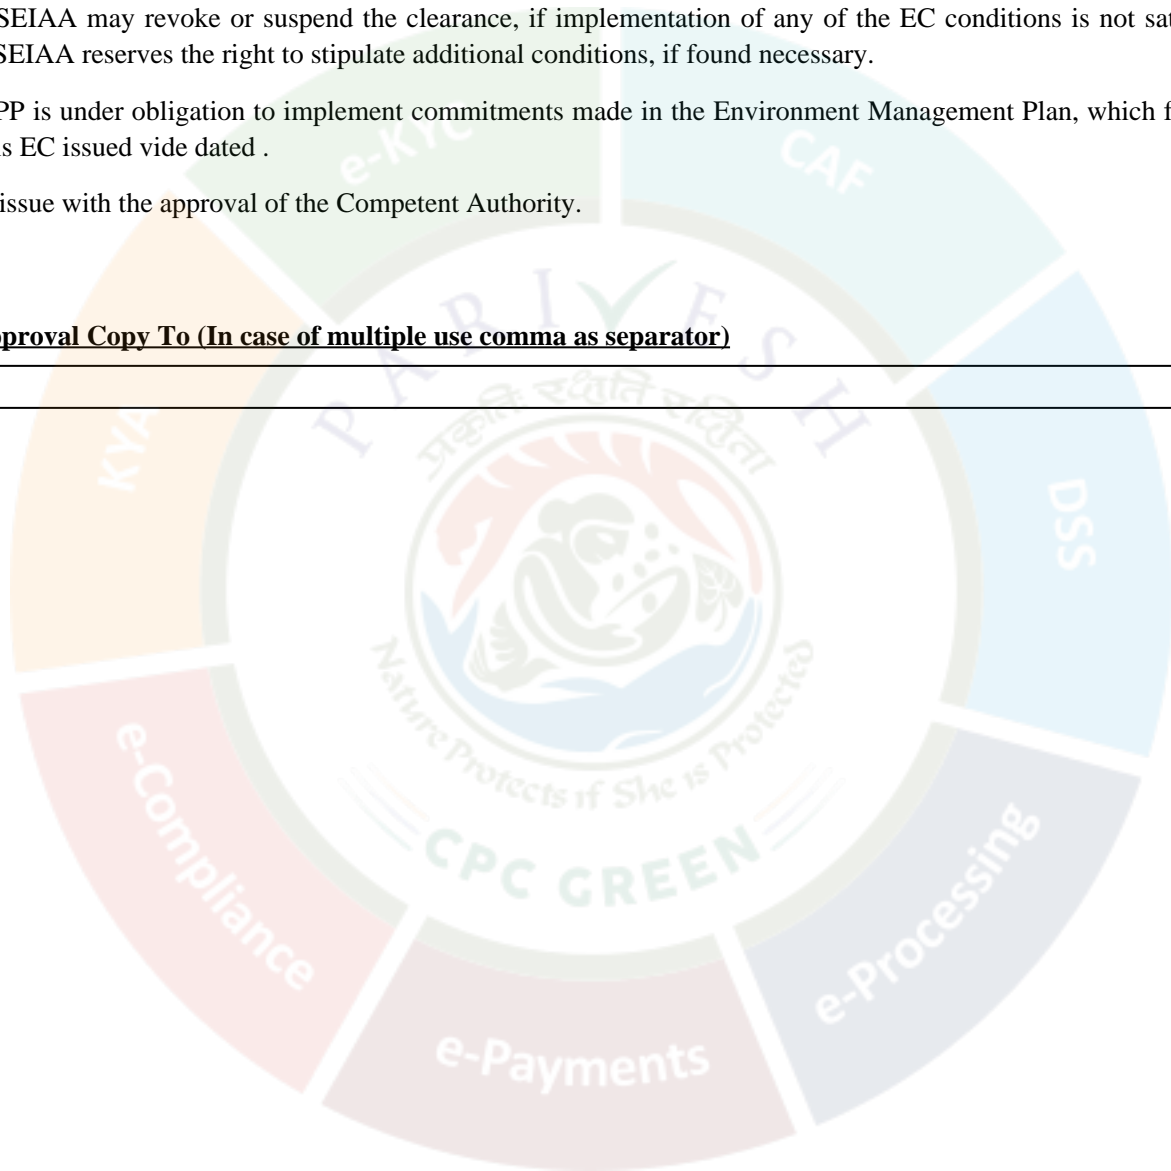 SEIAA may revoke or suspend the clearance, if implementation of any of the EC conditions is not
SEIAA reserves the right to stipulate additional conditions, if found necessary.
PP is under obligation to implement commitments made in the Environment Management Plan, which
EC issued vide dated .
issue with the approval of the Competent Authority.
Copy To (In case of multiple use comma as separator)
e-KYC
CAF
PARIVESH
प्रकृतिः रक्षति रक्षिता
KYA
DSS
Nature Protects if She is Protected
CPC GREEN
e-Compliance
e-Processing
e-Payments